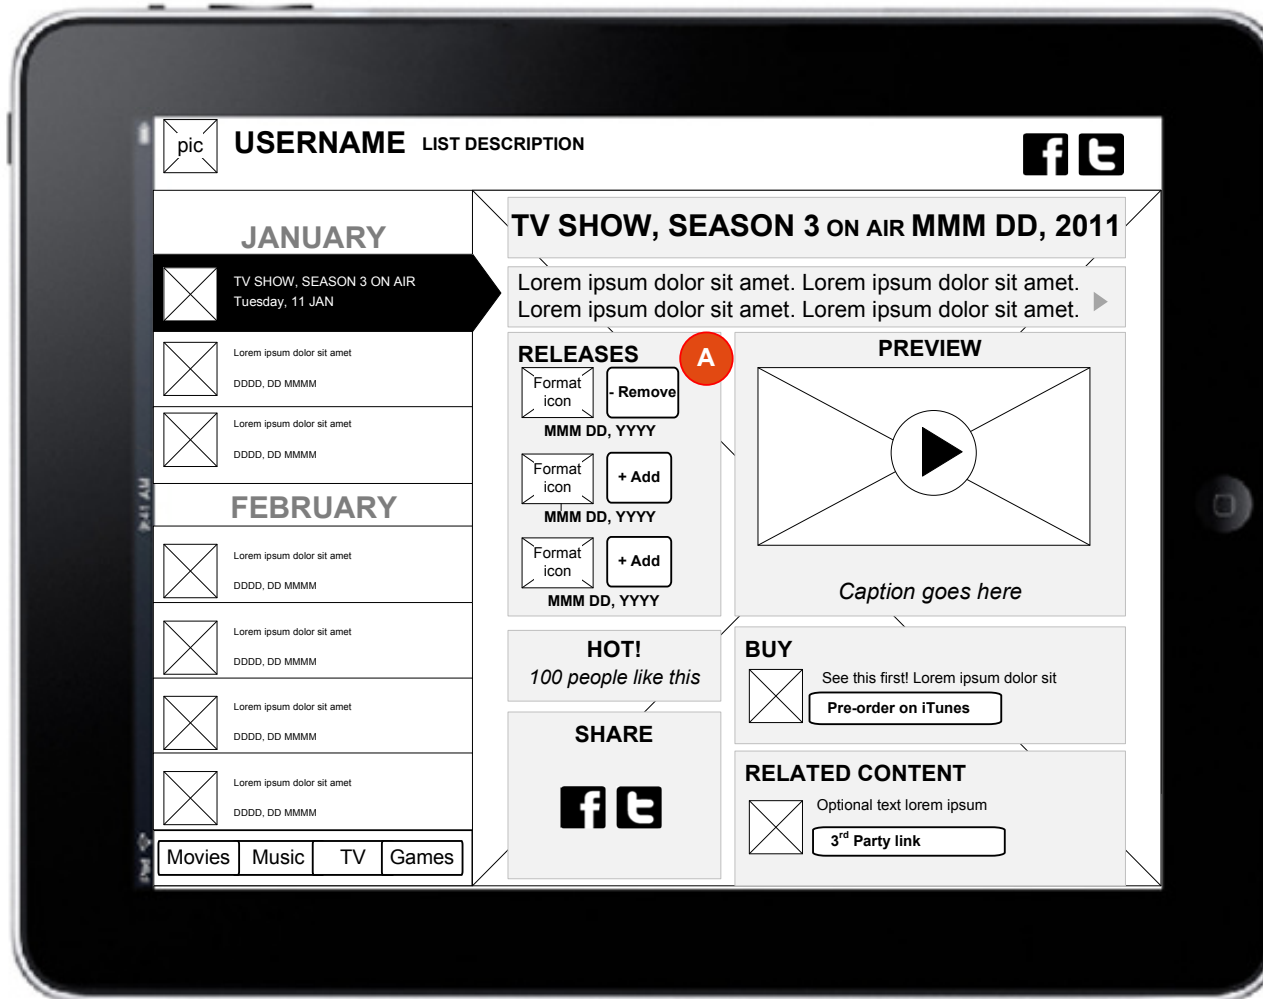 pic
USERNAME LIST DESCRIPTION
JANUARY
TV SHOW, SEASON 3 ON AIR
Tuesday, 11 JAN
Lorem ipsum dolor sit amet
DDDD, DD MMMM
Lorem ipsum dolor sit amet
DDDD, DD MMMM
FEBRUARY
Lorem ipsum dolor sit amet
DDDD, DD MMMM
Lorem ipsum dolor sit amet
DDDD, DD MMMM
Lorem ipsum dolor sit amet
DDDD, DD MMMM
Lorem ipsum dolor sit amet
DDDD, DD MMMM
Movies Music TV Games
TV SHOW, SEASON 3 ON AIR MMM DD, 2011
Lorem ipsum dolor sit amet. Lorem ipsum dolor sit amet.
Lorem ipsum dolor sit amet. Lorem ipsum dolor sit amet.
RELEASES
A
Format
icon
- Remove
MMM DD, YYYY
Format
icon
+ Add
MMM DD, YYYY
Format
icon
+ Add
MMM DD, YYYY
PREVIEW
Caption goes here
HOT!
100 people like this
SHARE
BUY
See this first! Lorem ipsum dolor sit
Pre-order on iTunes
RELATED CONTENT
Optional text lorem ipsum
3rd Party link
9:41 AM
iPad